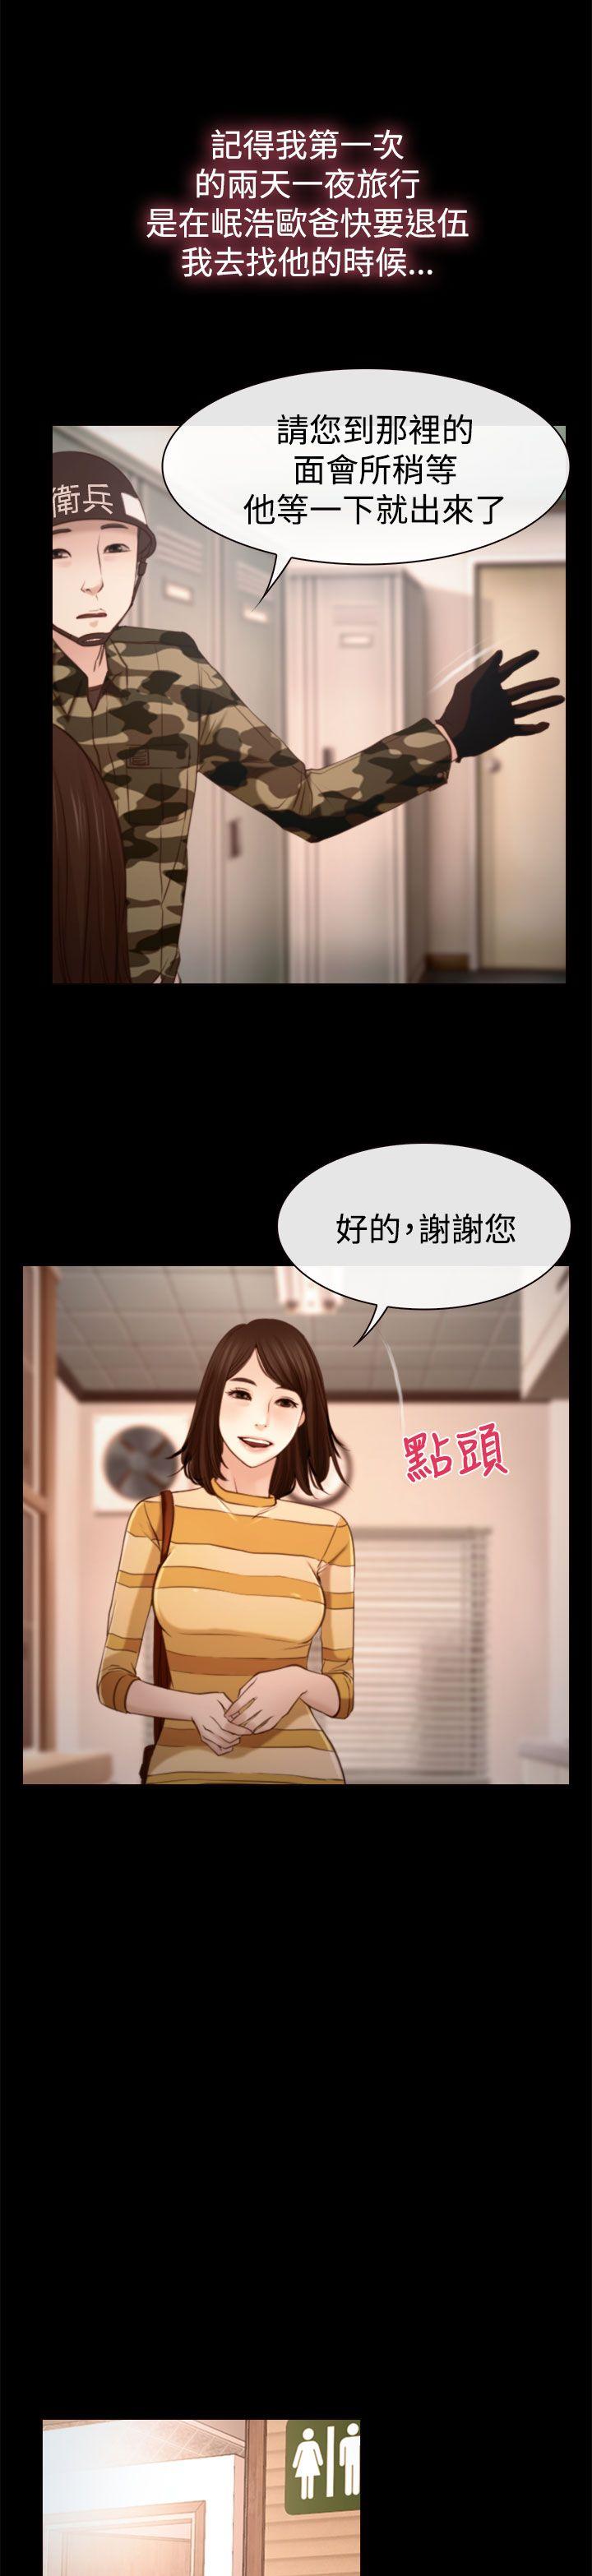 記得我第一次
的兩天一夜旅行
是在岷浩歐爸快要退伍
我去找他的時候...
請您到那裡的
面會所稍等
他等一下就出來了
衛兵
好的，謝謝您
點頭